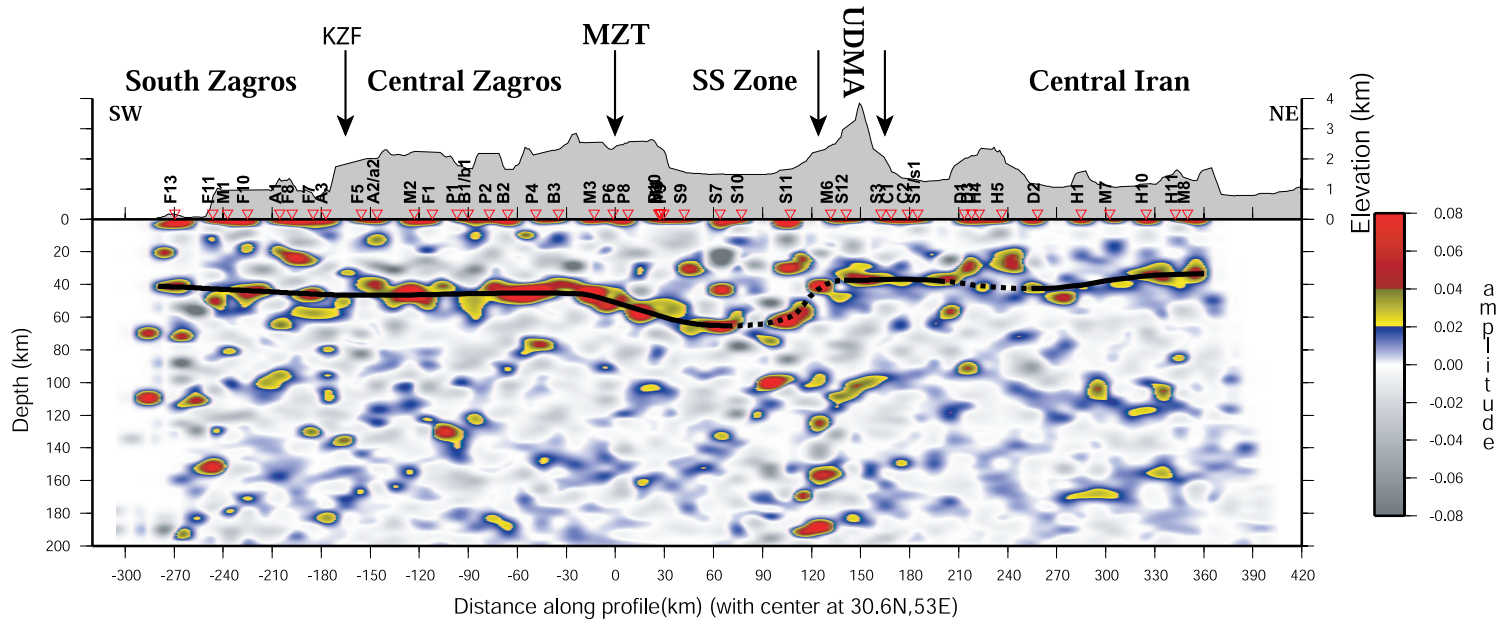 KZF
MZT
UDMA
South Zagros
Central Zagros
SS Zone
Central Iran
SW
NE
4
3
2
1
0
Elevation (km)
F13
F11
M1
F10
A1
F8
F7
A3
F5
A2/a2
M2
F1
P1
B1/b1
P2
B2
P4
B3
M3
P6
P8
S9
S7
S10
S11
M6
S12
S3
C1
C2
S1/s1
D1
H4
H5
D2
H1
M7
H10
H11
M8
0
20
40
60
80
100
120
140
160
180
200
Depth (km)
-300 -270 -240 -210 -180 -150 -120 -90 -60 -30 0 30 60 90 120 150 180 210 240 270 300 330 360 390 420
Distance along profile(km) (with center at 30.6N,53E)
0.08
0.06
0.04
0.02
0.00
-0.02
-0.04
-0.06
-0.08
amplitude